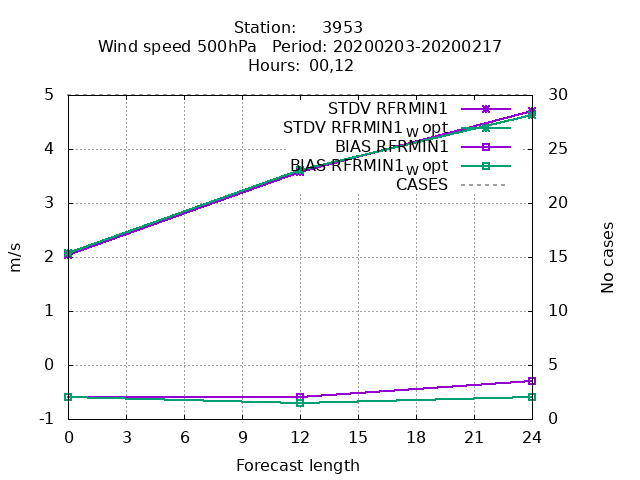 Station: 3953
Wind speed 500hPa Period: 20200203-20200217
Hours: 00,12
STDV RFRMIN1
STDV RFRMIN1w opt
BIAS RFRMIN1
BIAS RFRMIN1w opt
CASES
5
4
3
2
1
0
-1
m/s
30
25
20
15
10
5
0
No cases
0 3 6 9 12 15 18 21 24
Forecast length